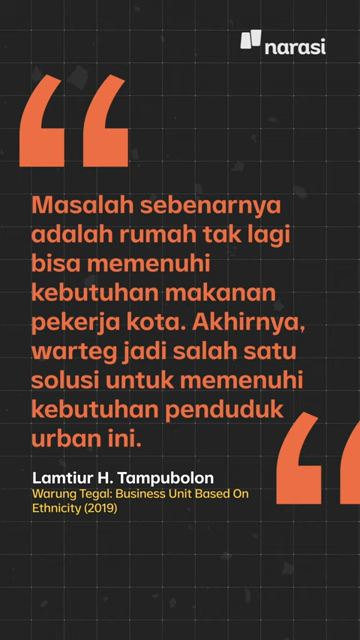 narasi
Masalah sebenarnya
adalah rumah tak lagi
bisa memenuhi
kebutuhan makanan
pekerja kota. Akhirnya,
warteg jadi salah satu
solusi untuk memenuhi
kebutuhan penduduk
urban ini.
Lamtiur H. Tampubolon
Warung Tegal: Business Unit Based On
Ethnicity (2019)